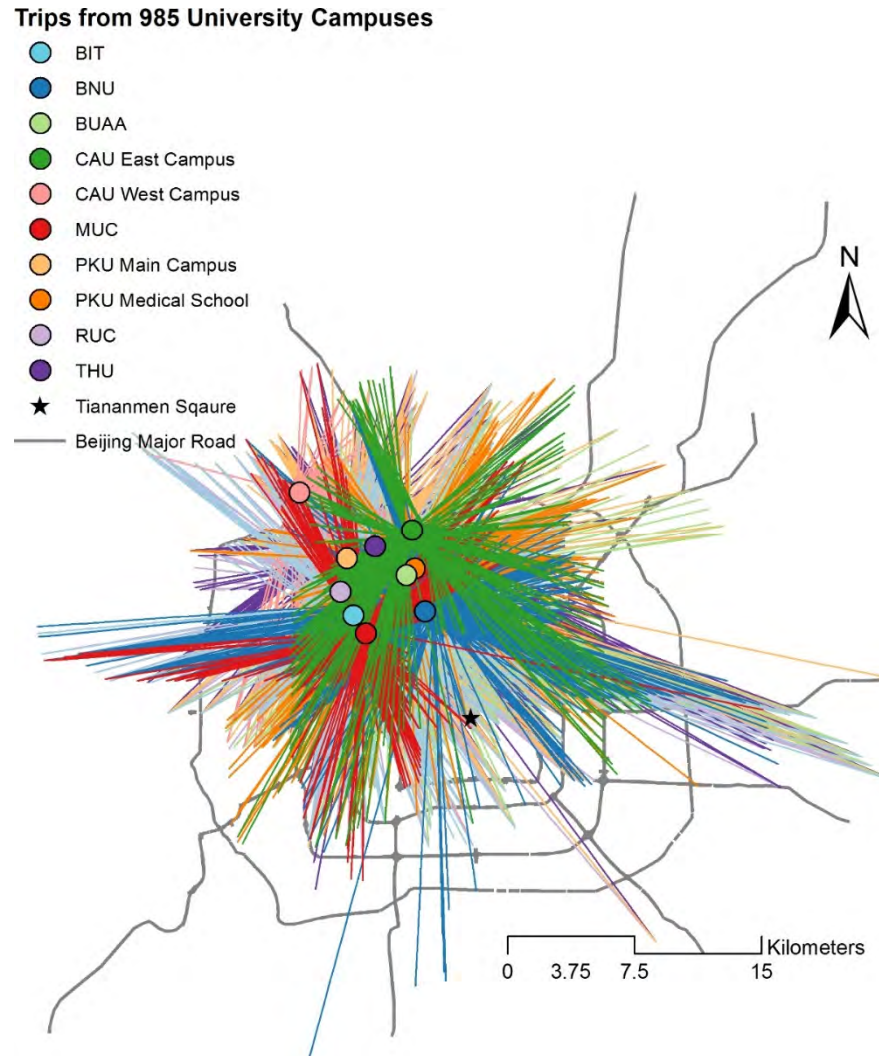 Trips from 985 University Campuses
BIT
BNU
BUAA
CAU East Campus
CAU West Campus
MUC
PKU Main Campus
PKU Medical School
RUC
THU
Tiananmen Sqaure
Beijing Major Road
N
Kilometers
0 3.75 7.5 15